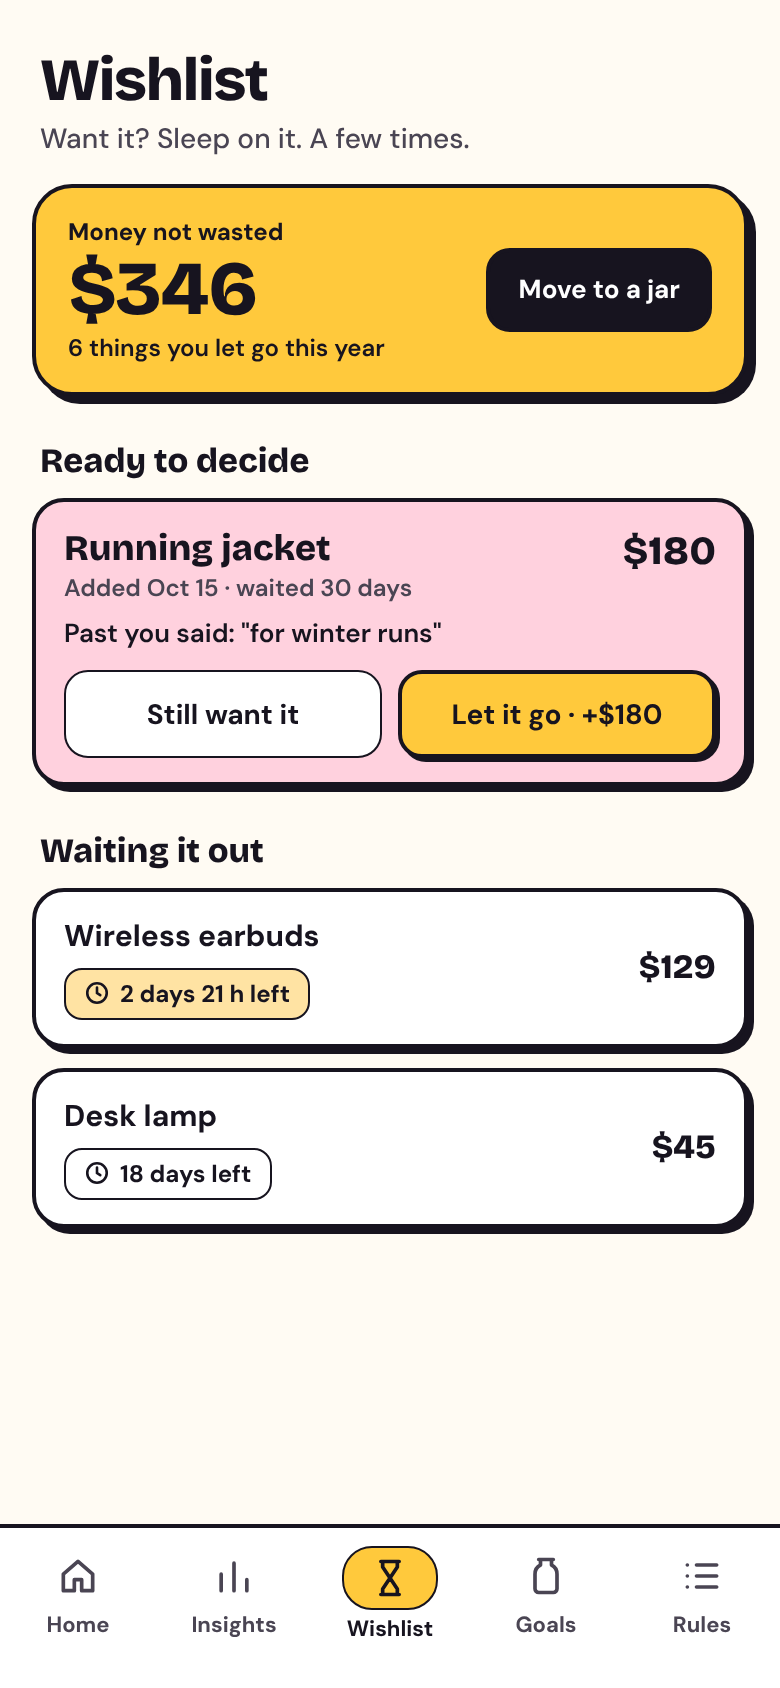 Wishlist
Want it? Sleep on it. A few times.
Money not wasted
$346
6 things you let go this year
Move to a jar
Ready to decide
Running jacket
$180
Added Oct 15 · waited 30 days
Past you said: "for winter runs"
Still want it
Let it go · +$180
Waiting it out
Wireless earbuds
2 days 21 h left
$129
Desk lamp
18 days left
$45
Home
Insights
Wishlist
Goals
Rules